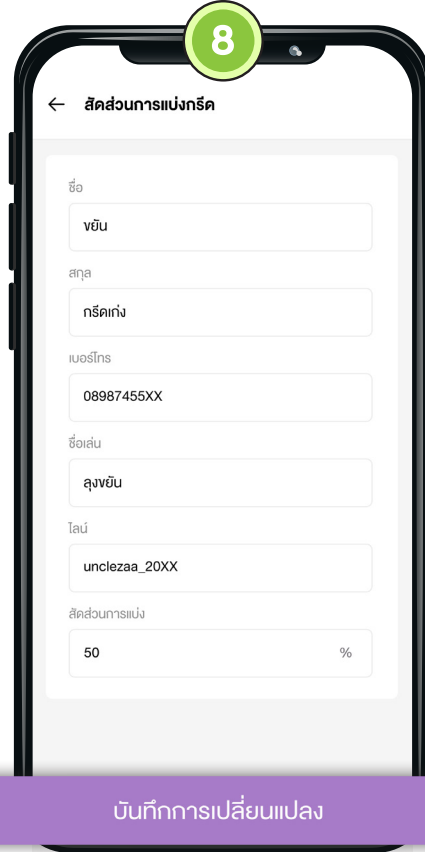 8
← สัดส่วนการแบ่งกรีด
ชื่อ
ขยัน
สกุล
กรีดเก่ง
เบอร์โทร
08987455XX
ชื่อเล่น
ลุงขยัน
ไลน์
unclezaa_20XX
สัดส่วนการแบ่ง
50 %
บันทึกการเปลี่ยนแปลง